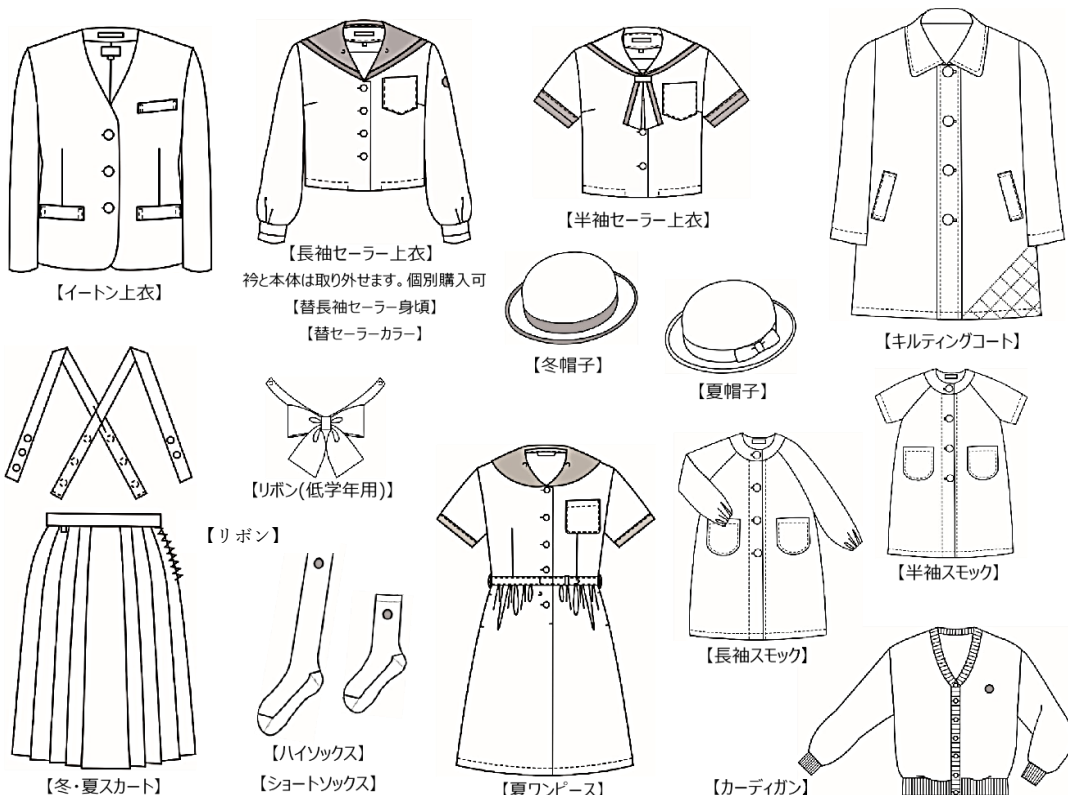 【イートン上衣】
【長袖セーラー上衣】
衿と本体は取り外せます。個別購入可
【替長袖セーラー身頃】
【替セーラーカラー】
【半袖セーラー上衣】
【冬帽子】
【夏帽子】
【キルティングコート】
【リボン(低学年用)】
【リボン】
【冬・夏スカート】
【ハイソックス】
【ショートソックス】
【夏ワンピース】
【長袖スモック】
【半袖スモック】
【カーディガン】